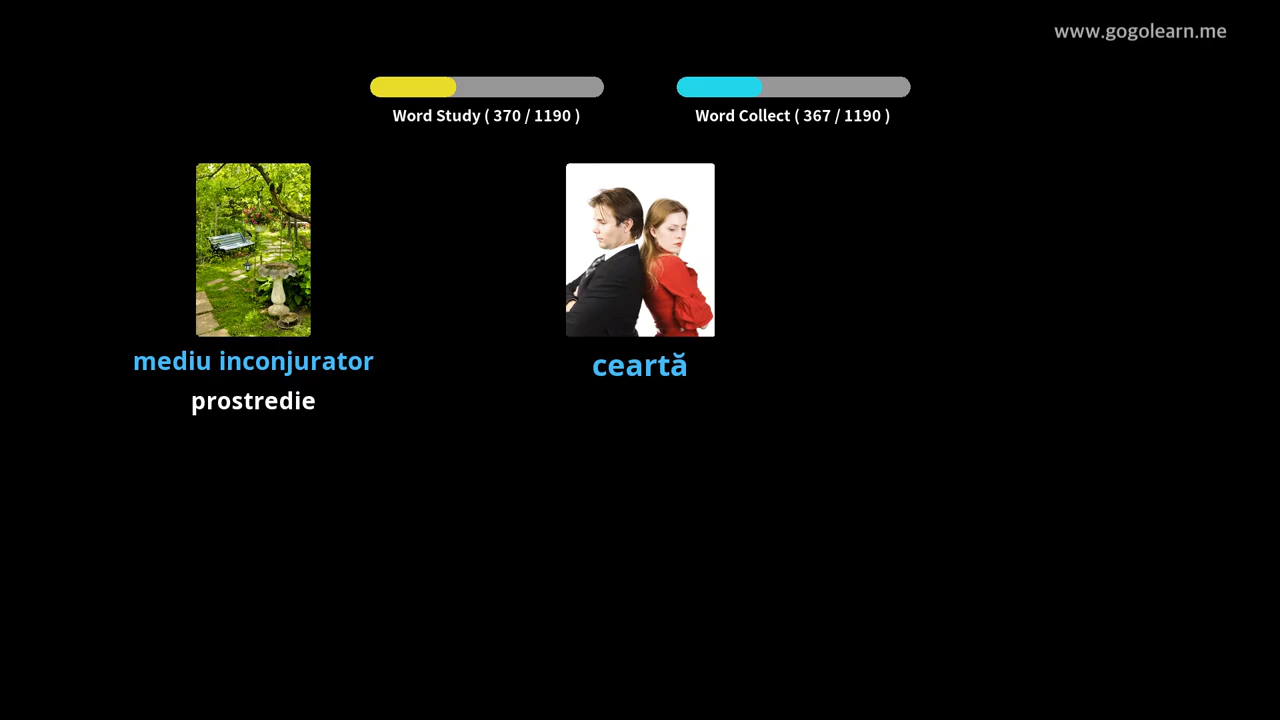 www.gogolearn.me
Word Study ( 370 / 1190 )
Word Collect ( 367 / 1190 )
mediu inconjurator
prostredie
ceartă